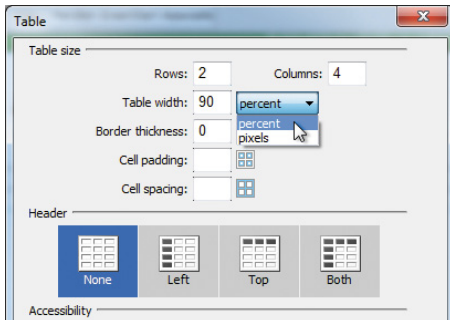 Table
Table size
Rows: 2 Columns: 4
Table width: 90 percent
percent
Border thickness: 0
pixels
Cell padding:
Cell spacing:
Header
None Left Top Both
Accessibility